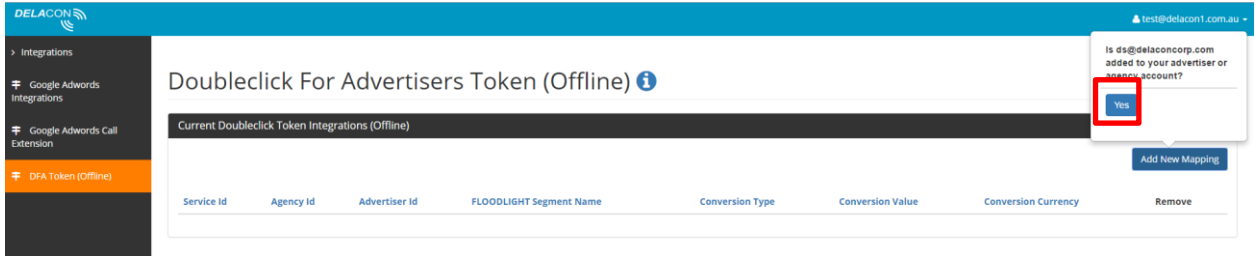 DELACON
test@delacon1.com.au
> Integrations
Google Adwords
Integrations
Google Adwords Call
Extension
DFA Token (Offline)
Doubleclick For Advertisers Token (Offline)
Is ds@delaconcorp.com
added to your advertiser or
agency account?
Yes
Current Doubleclick Token Integrations (Offline)
Add New Mapping
Service Id Agency Id Advertiser Id FLOODLIGHT Segment Name Conversion Type Conversion Value Conversion Currency Remove